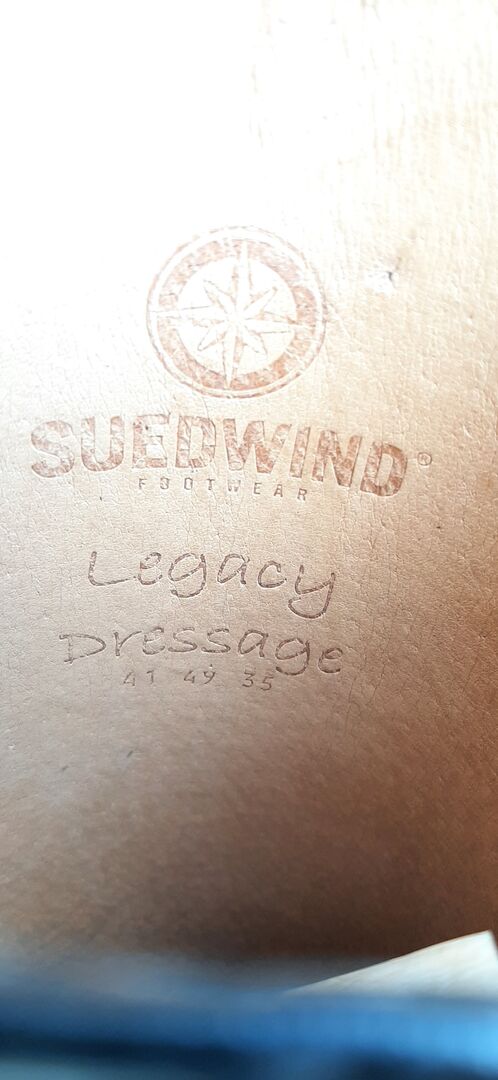 SUEDWIND®
FOOTWEAR
Legacy
Dressage
41 49 35